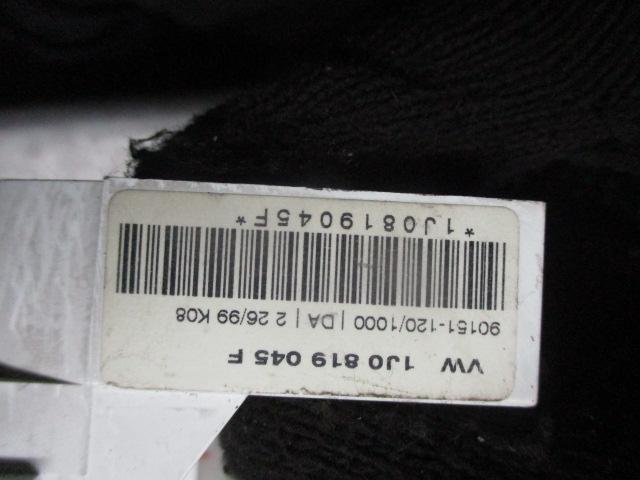 VW 1J0 819 045 F
90151-120/1000 | DA | 2 26/99 K08
*1J0819045F*